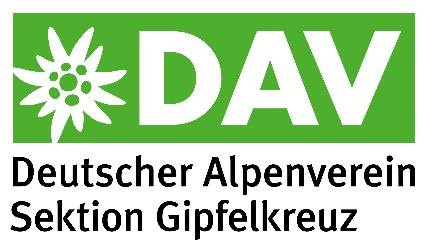 DAV
Deutscher Alpenverein
Sektion Gipfelkreuz